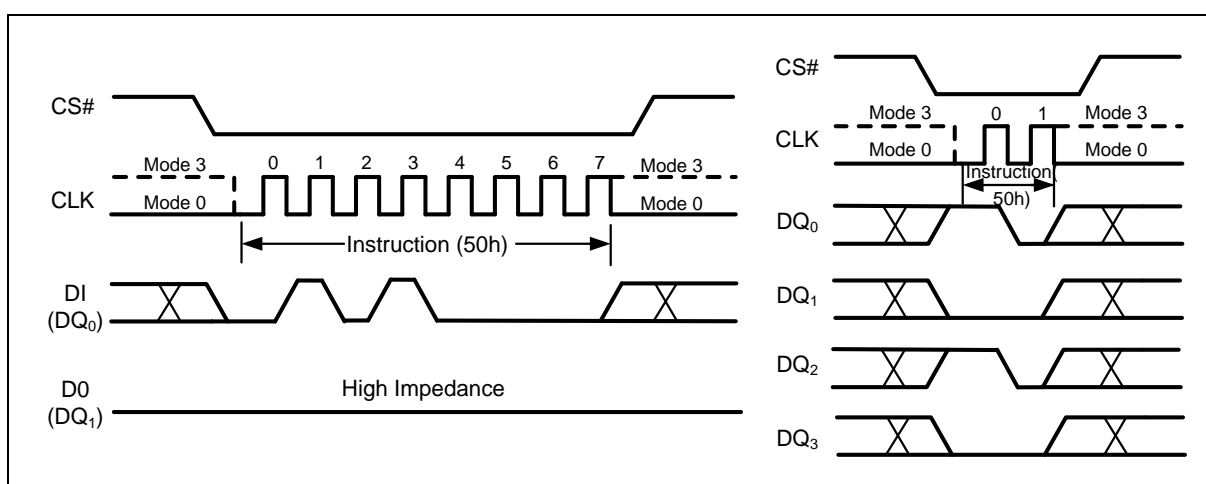 CS#
Mode 3 0 1 2 3 4 5 6 7 Mode 3
CLK Mode 0 Mode 0
Instruction (50h)
DI
(DQ0)
D0 High Impedance
(DQ1)
CS#
Mode 3 0 1 Mode 3
CLK Mode 0 Mode 0
Instruction(
50h)
DQ0
DQ1
DQ2
DQ3